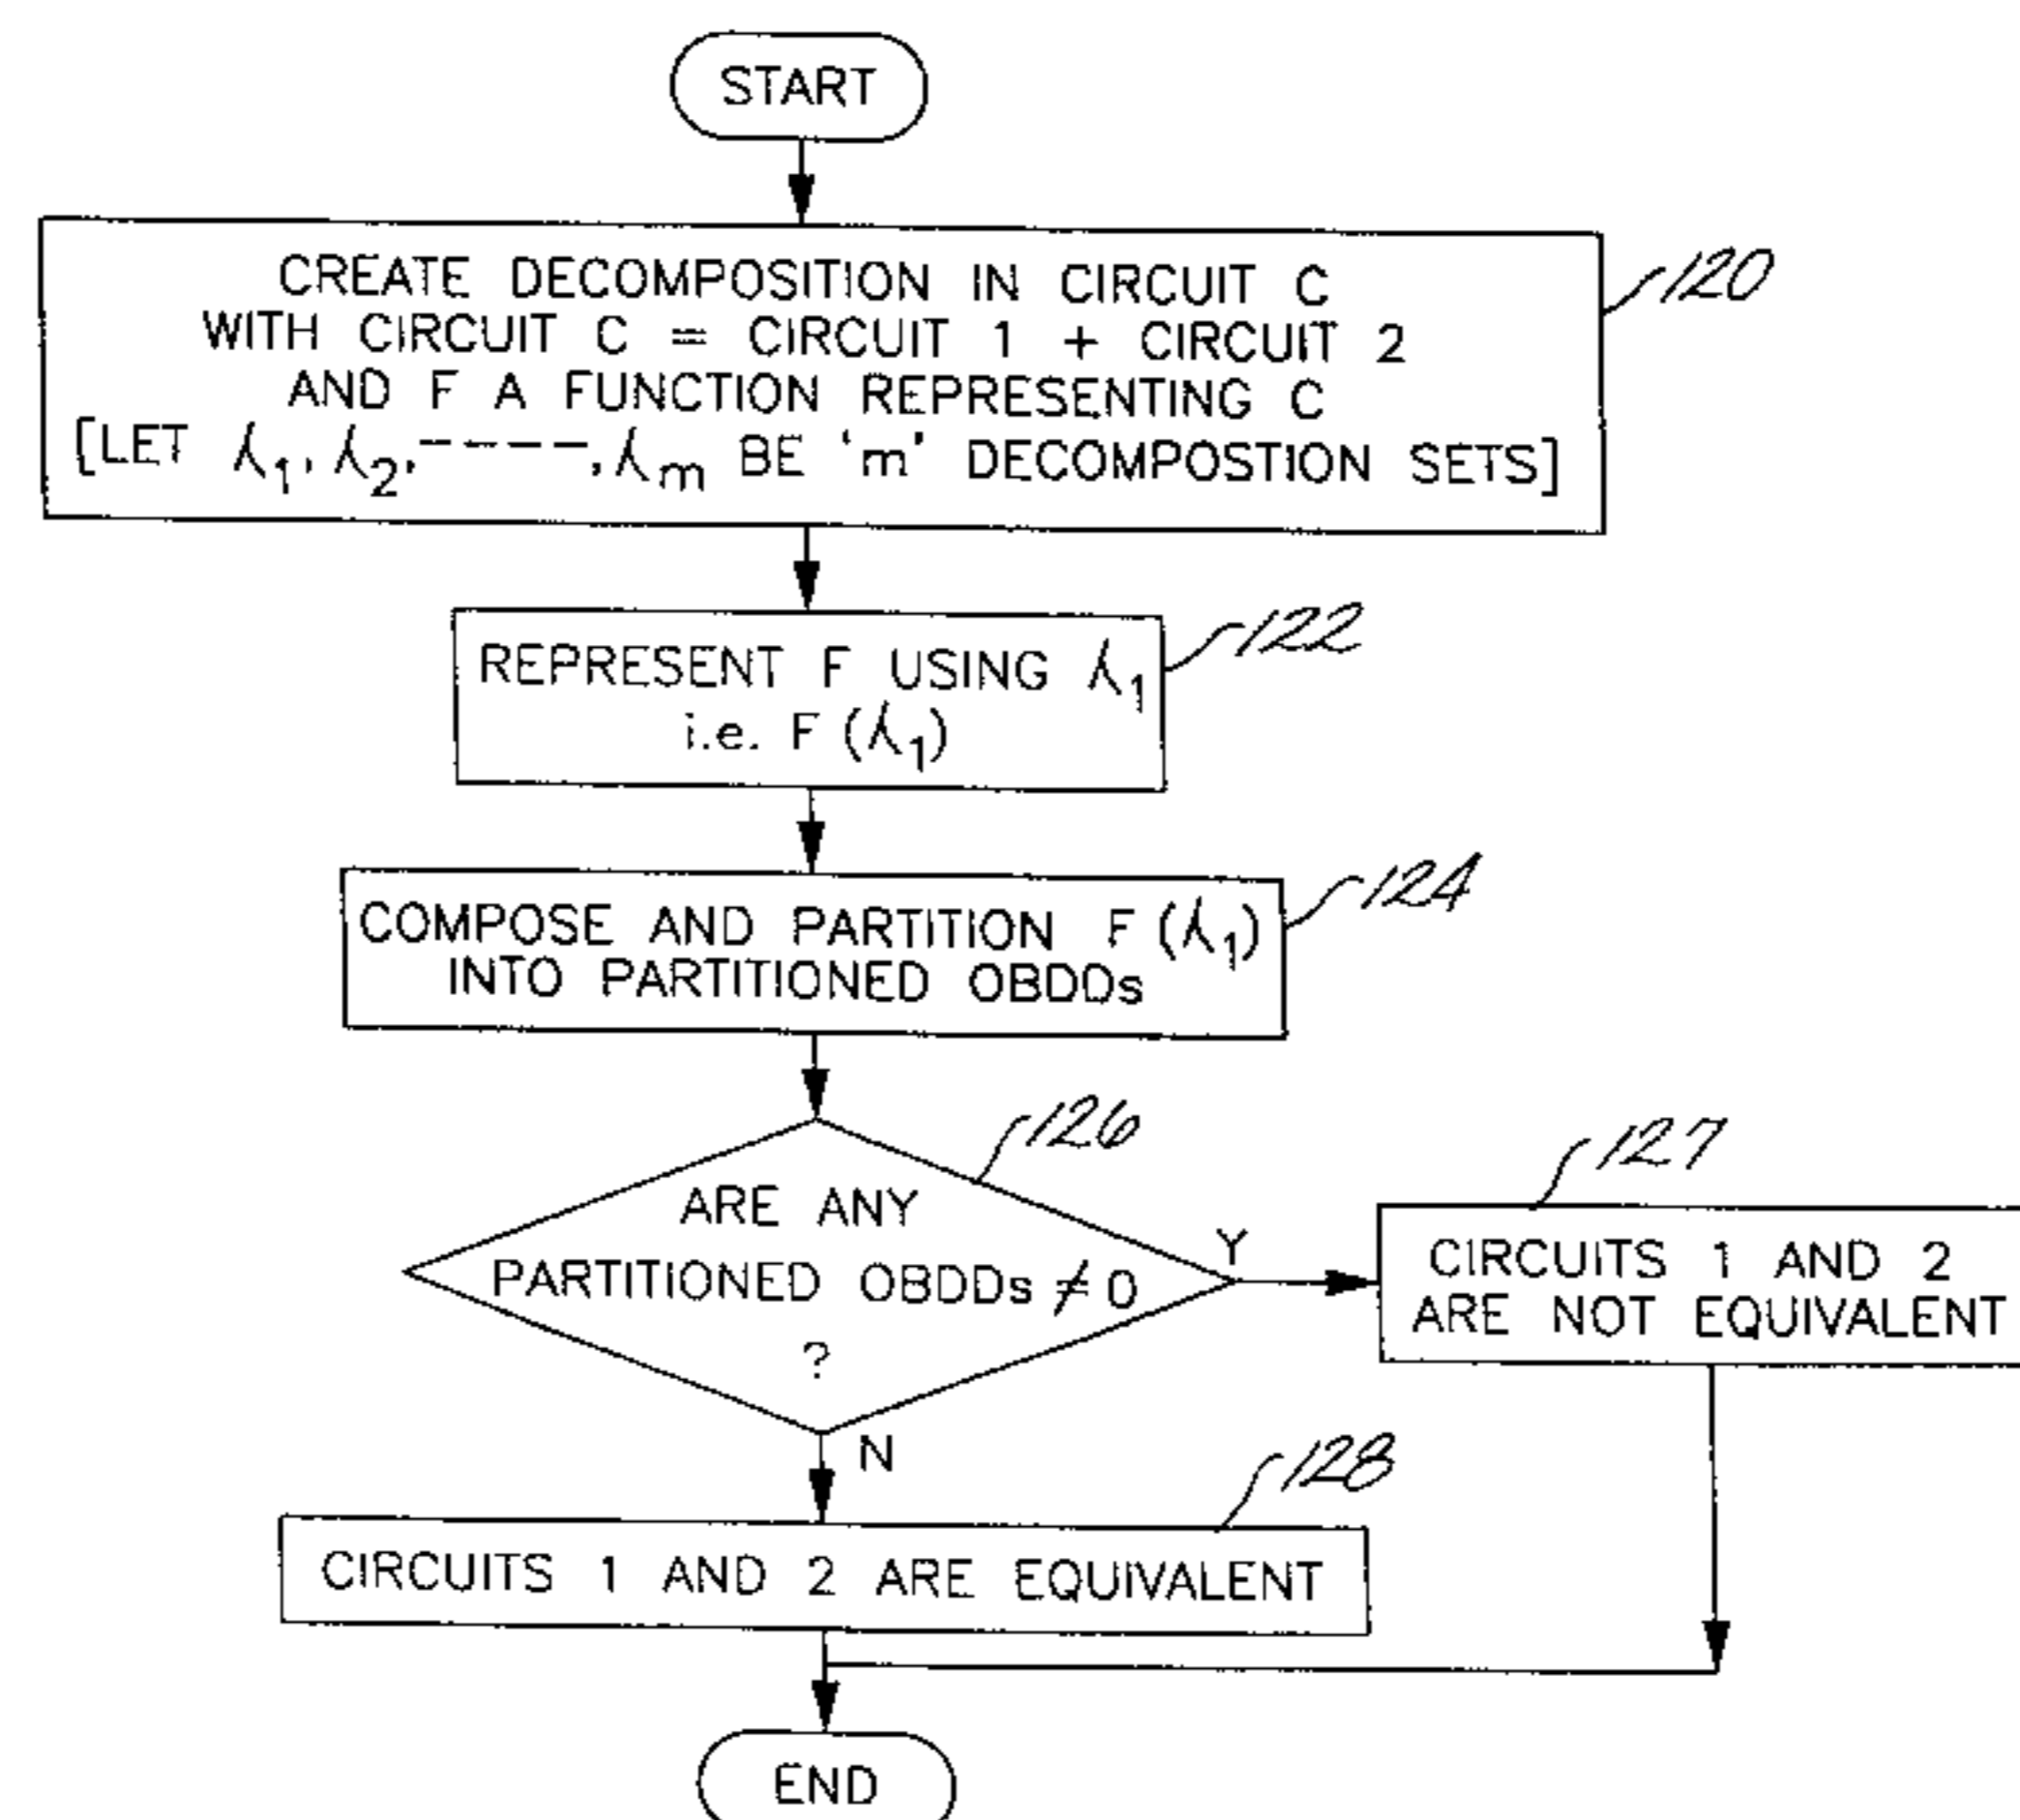 START
CREATE DECOMPOSITION IN CIRCUIT C
WITH CIRCUIT C = CIRCUIT 1 + CIRCUIT 2
AND F A FUNCTION REPRESENTING C
[LET λ1, λ2,----,λm BE 'm' DECOMPOSTION SETS]
120
REPRESENT F USING λ1
i.e. F (λ1)
122
COMPOSE AND PARTITION F (λ1)
INTO PARTITIONED OBDDs
124
ARE ANY
PARTITIONED OBDDs ≠ 0
?
126
Y
127
CIRCUITS 1 AND 2
ARE NOT EQUIVALENT
N
128
CIRCUITS 1 AND 2 ARE EQUIVALENT
END